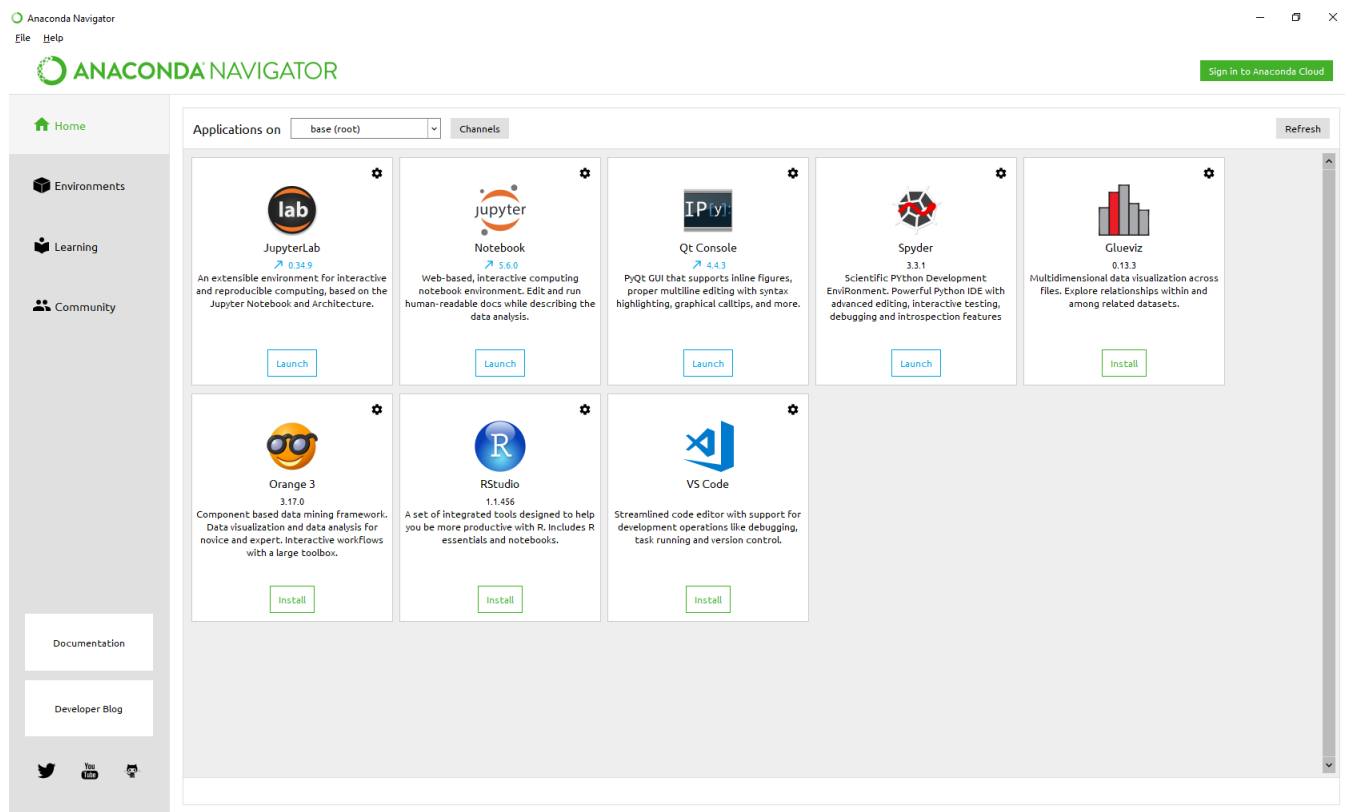 Anaconda Navigator
File Help
ANACONDA NAVIGATOR
Sign in to Anaconda Cloud
Home
Environments
Learning
Community
Documentation
Developer Blog
You
Tube
Applications on base (root) Channels Refresh
lab
JupyterLab
0.34.9
An extensible environment for interactive
and reproducible computing, based on the
Jupyter Notebook and Architecture.
Launch
jupyter
Notebook
5.6.0
Web-based, interactive computing
notebook environment. Edit and run
human-readable docs while describing the
data analysis.
Launch
IP[y]:
Qt Console
4.4.3
PyQt GUI that supports inline figures,
proper multiline editing with syntax
highlighting, graphical calltips, and more.
Launch
Spyder
3.3.1
Scientific PYthon Development
EnviRonment. Powerful Python IDE with
advanced editing, interactive testing,
debugging and introspection features
Launch
Glueviz
0.13.3
Multidimensional data visualization across
files. Explore relationships within and
among related datasets.
Install
Orange 3
3.17.0
Component based data mining framework.
Data visualization and data analysis for
novice and expert. Interactive workflows
with a large toolbox.
Install
R
RStudio
1.1.456
A set of integrated tools designed to help
you be more productive with R. Includes R
essentials and notebooks.
Install
VS Code
Streamlined code editor with support for
development operations like debugging,
task running and version control.
Install